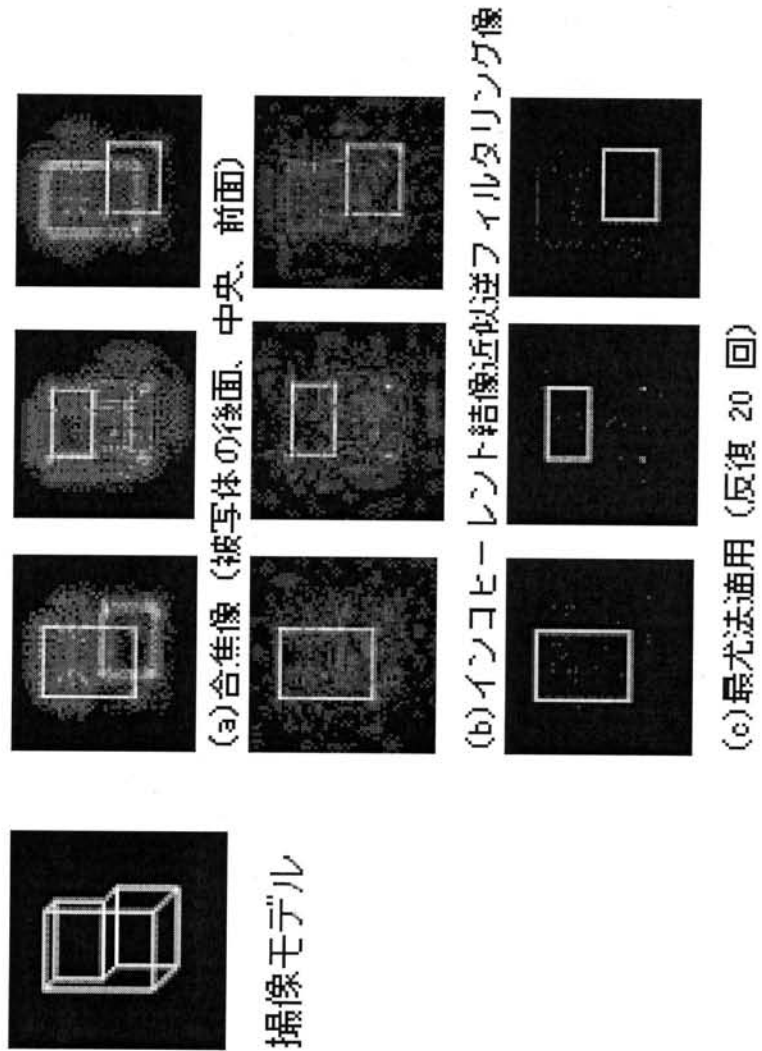 撮像モデル
(a)合焦像 (被写体の後面、中央、前面)
(b)インコヒーレント結像近似逆フィルタリング像
(c)最尤法適用 (反復 20 回)